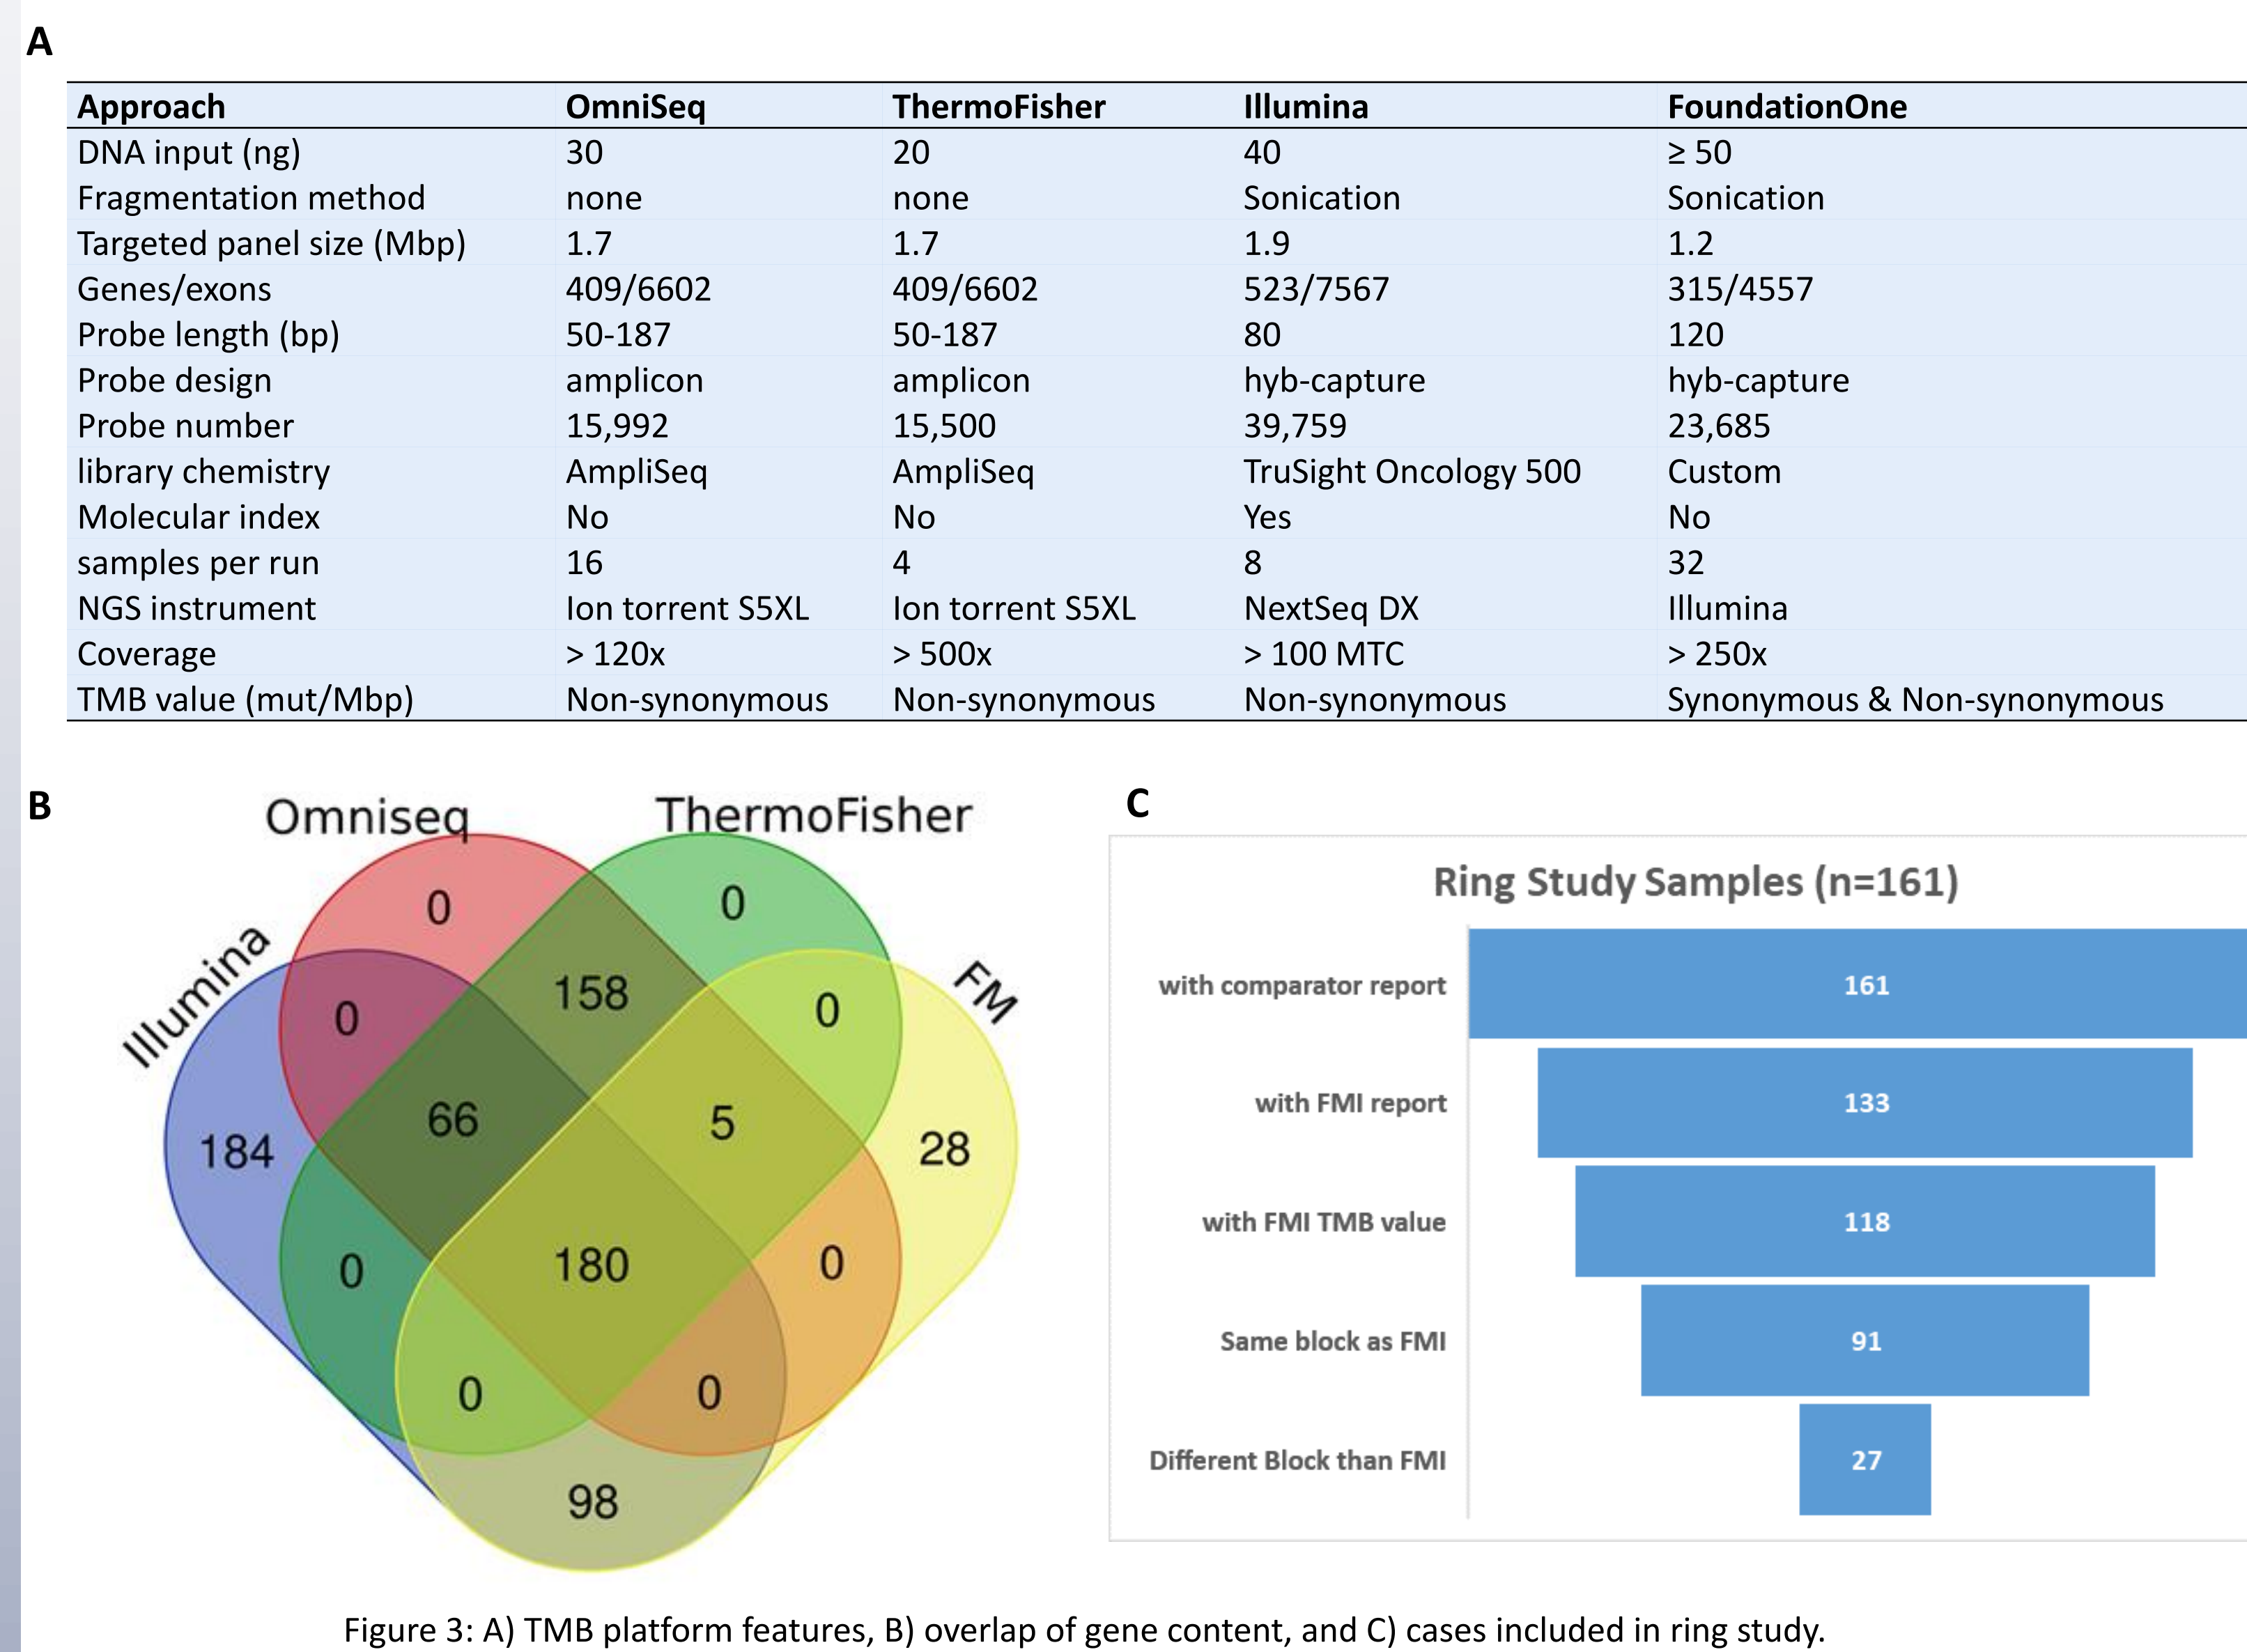 A
Approach OmniSeq ThermoFisher Illumina FoundationOne
DNA input (ng) 30 20 40 ≥ 50
Fragmentation method none none Sonication Sonication
Targeted panel size (Mbp) 1.7 1.7 1.9 1.2
Genes/exons 409/6602 409/6602 523/7567 315/4557
Probe length (bp) 50-187 50-187 80 120
Probe design amplicon amplicon hyb-capture hyb-capture
Probe number 15,992 15,500 39,759 23,685
library chemistry AmpliSeq AmpliSeq TruSight Oncology 500 Custom
Molecular index No No Yes No
samples per run 16 4 8 32
NGS instrument Ion torrent S5XL Ion torrent S5XL NextSeq DX Illumina
Coverage > 120x > 500x > 100 MTC > 250x
TMB value (mut/Mbp) Non-synonymous Non-synonymous Non-synonymous Synonymous & Non-synonymous
B
Omniseq ThermoFisher
Illumina
FM
0 0
158
0 0
66 5
184 28
180
0 0
0 0
98
C
Ring Study Samples (n=161)
with comparator report 161
with FMI report 133
with FMI TMB value 118
Same block as FMI 91
Different Block than FMI 27
Figure 3: A) TMB platform features, B) overlap of gene content, and C) cases included in ring study.